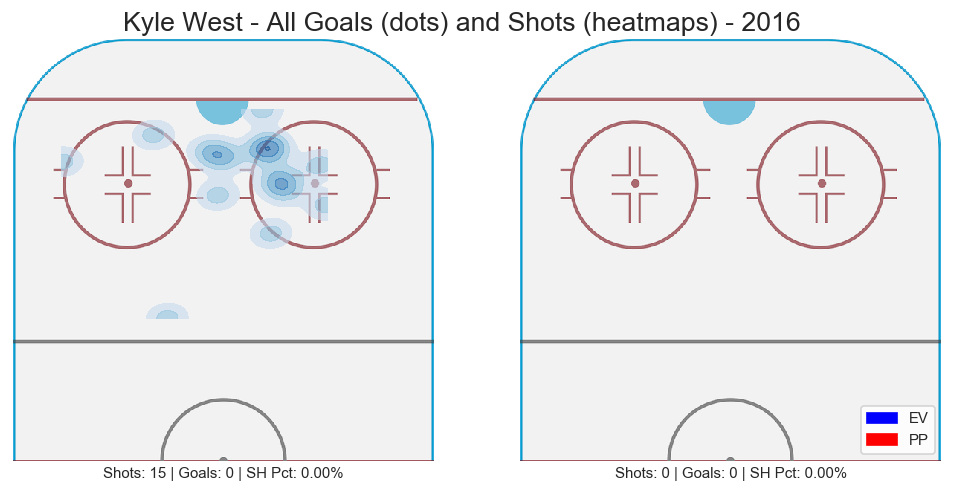 Kyle West - All Goals (dots) and Shots (heatmaps) - 2016
EV
PP
Shots: 15 | Goals: 0 | SH Pct: 0.00%
Shots: 0 | Goals: 0 | SH Pct: 0.00%